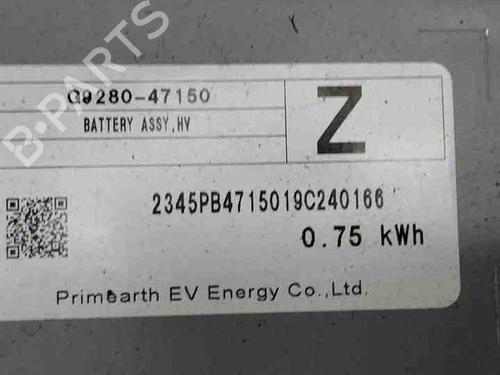 B-PARTS
G9280-47150
BATTERY ASSY,HV
Z
2345PB4715019C240166
0.75 kWh
Primearth EV Energy Co.,Ltd.